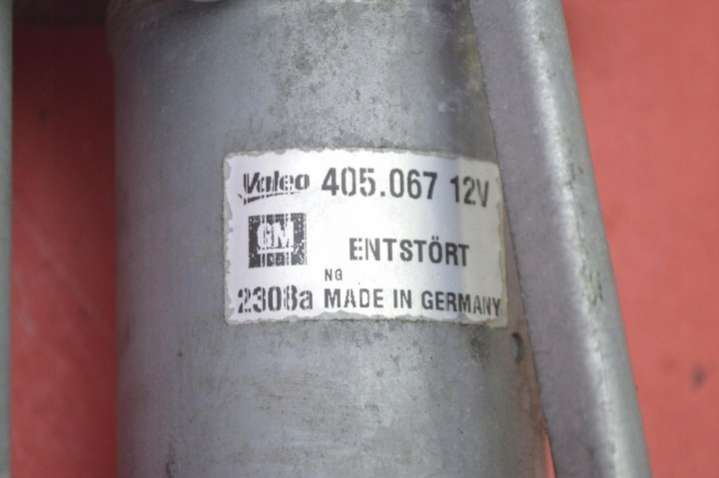 Valeo 405.067 12V
GM ENTSTÖRT
NG
2308a MADE IN GERMANY